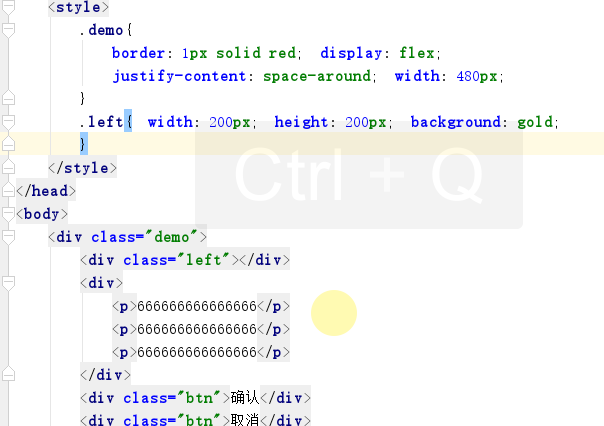 <style>
.demo{
border: 1px solid red; display: flex;
justify-content: space-around; width: 480px;
}
.left{ width: 200px; height: 200px; background: gold;
}
Ctrl + Q
</style>
</head>
<body>
<div class="demo">
<div class="left"></div>
<div>
<p>666666666666666</p>
<p>666666666666666</p>
<p>666666666666666</p>
</div>
<div class="btn">确认</div>
<div class="btn">取消</div>